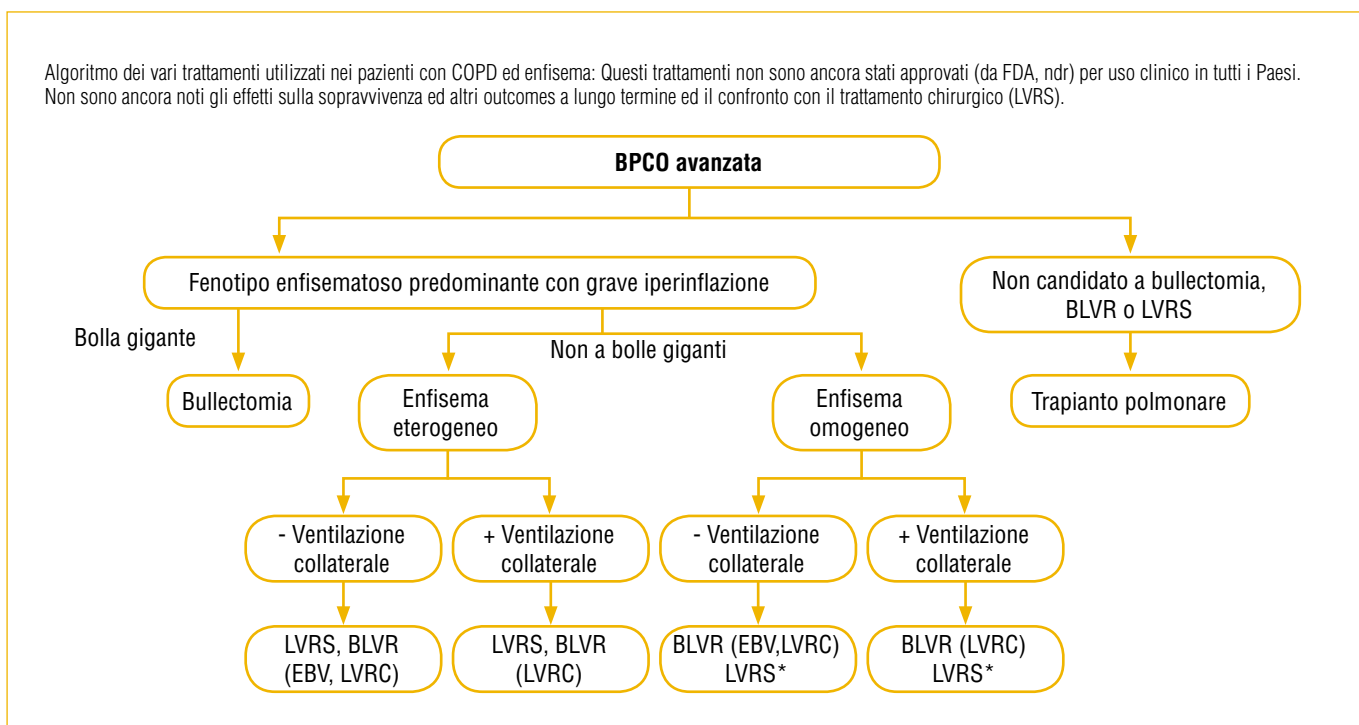 Algoritmo dei vari trattamenti utilizzati nei pazienti con COPD ed enfisema: Questi trattamenti non sono ancora stati approvati (da FDA, ndr) per uso clinico in tutti i Paesi.
Non sono ancora noti gli effetti sulla sopravvivenza ed altri outcomes a lungo termine ed il confronto con il trattamento chirurgico (LVRS).
BPCO avanzata
Fenotipo enfisematoso predominante con grave iperinflazione
Non candidato a bullectomia,
BLVR o LVRS
Bolla gigante
Non a bolle giganti
Bullectomia
Enfisema
eterogeneo
Enfisema
omogeneo
Trapianto polmonare
- Ventilazione
collaterale
+ Ventilazione
collaterale
- Ventilazione
collaterale
+ Ventilazione
collaterale
LVRS, BLVR
(EBV, LVRC)
LVRS, BLVR
(LVRC)
BLVR (EBV,LVRC)
LVRS*
BLVR (LVRC)
LVRS*